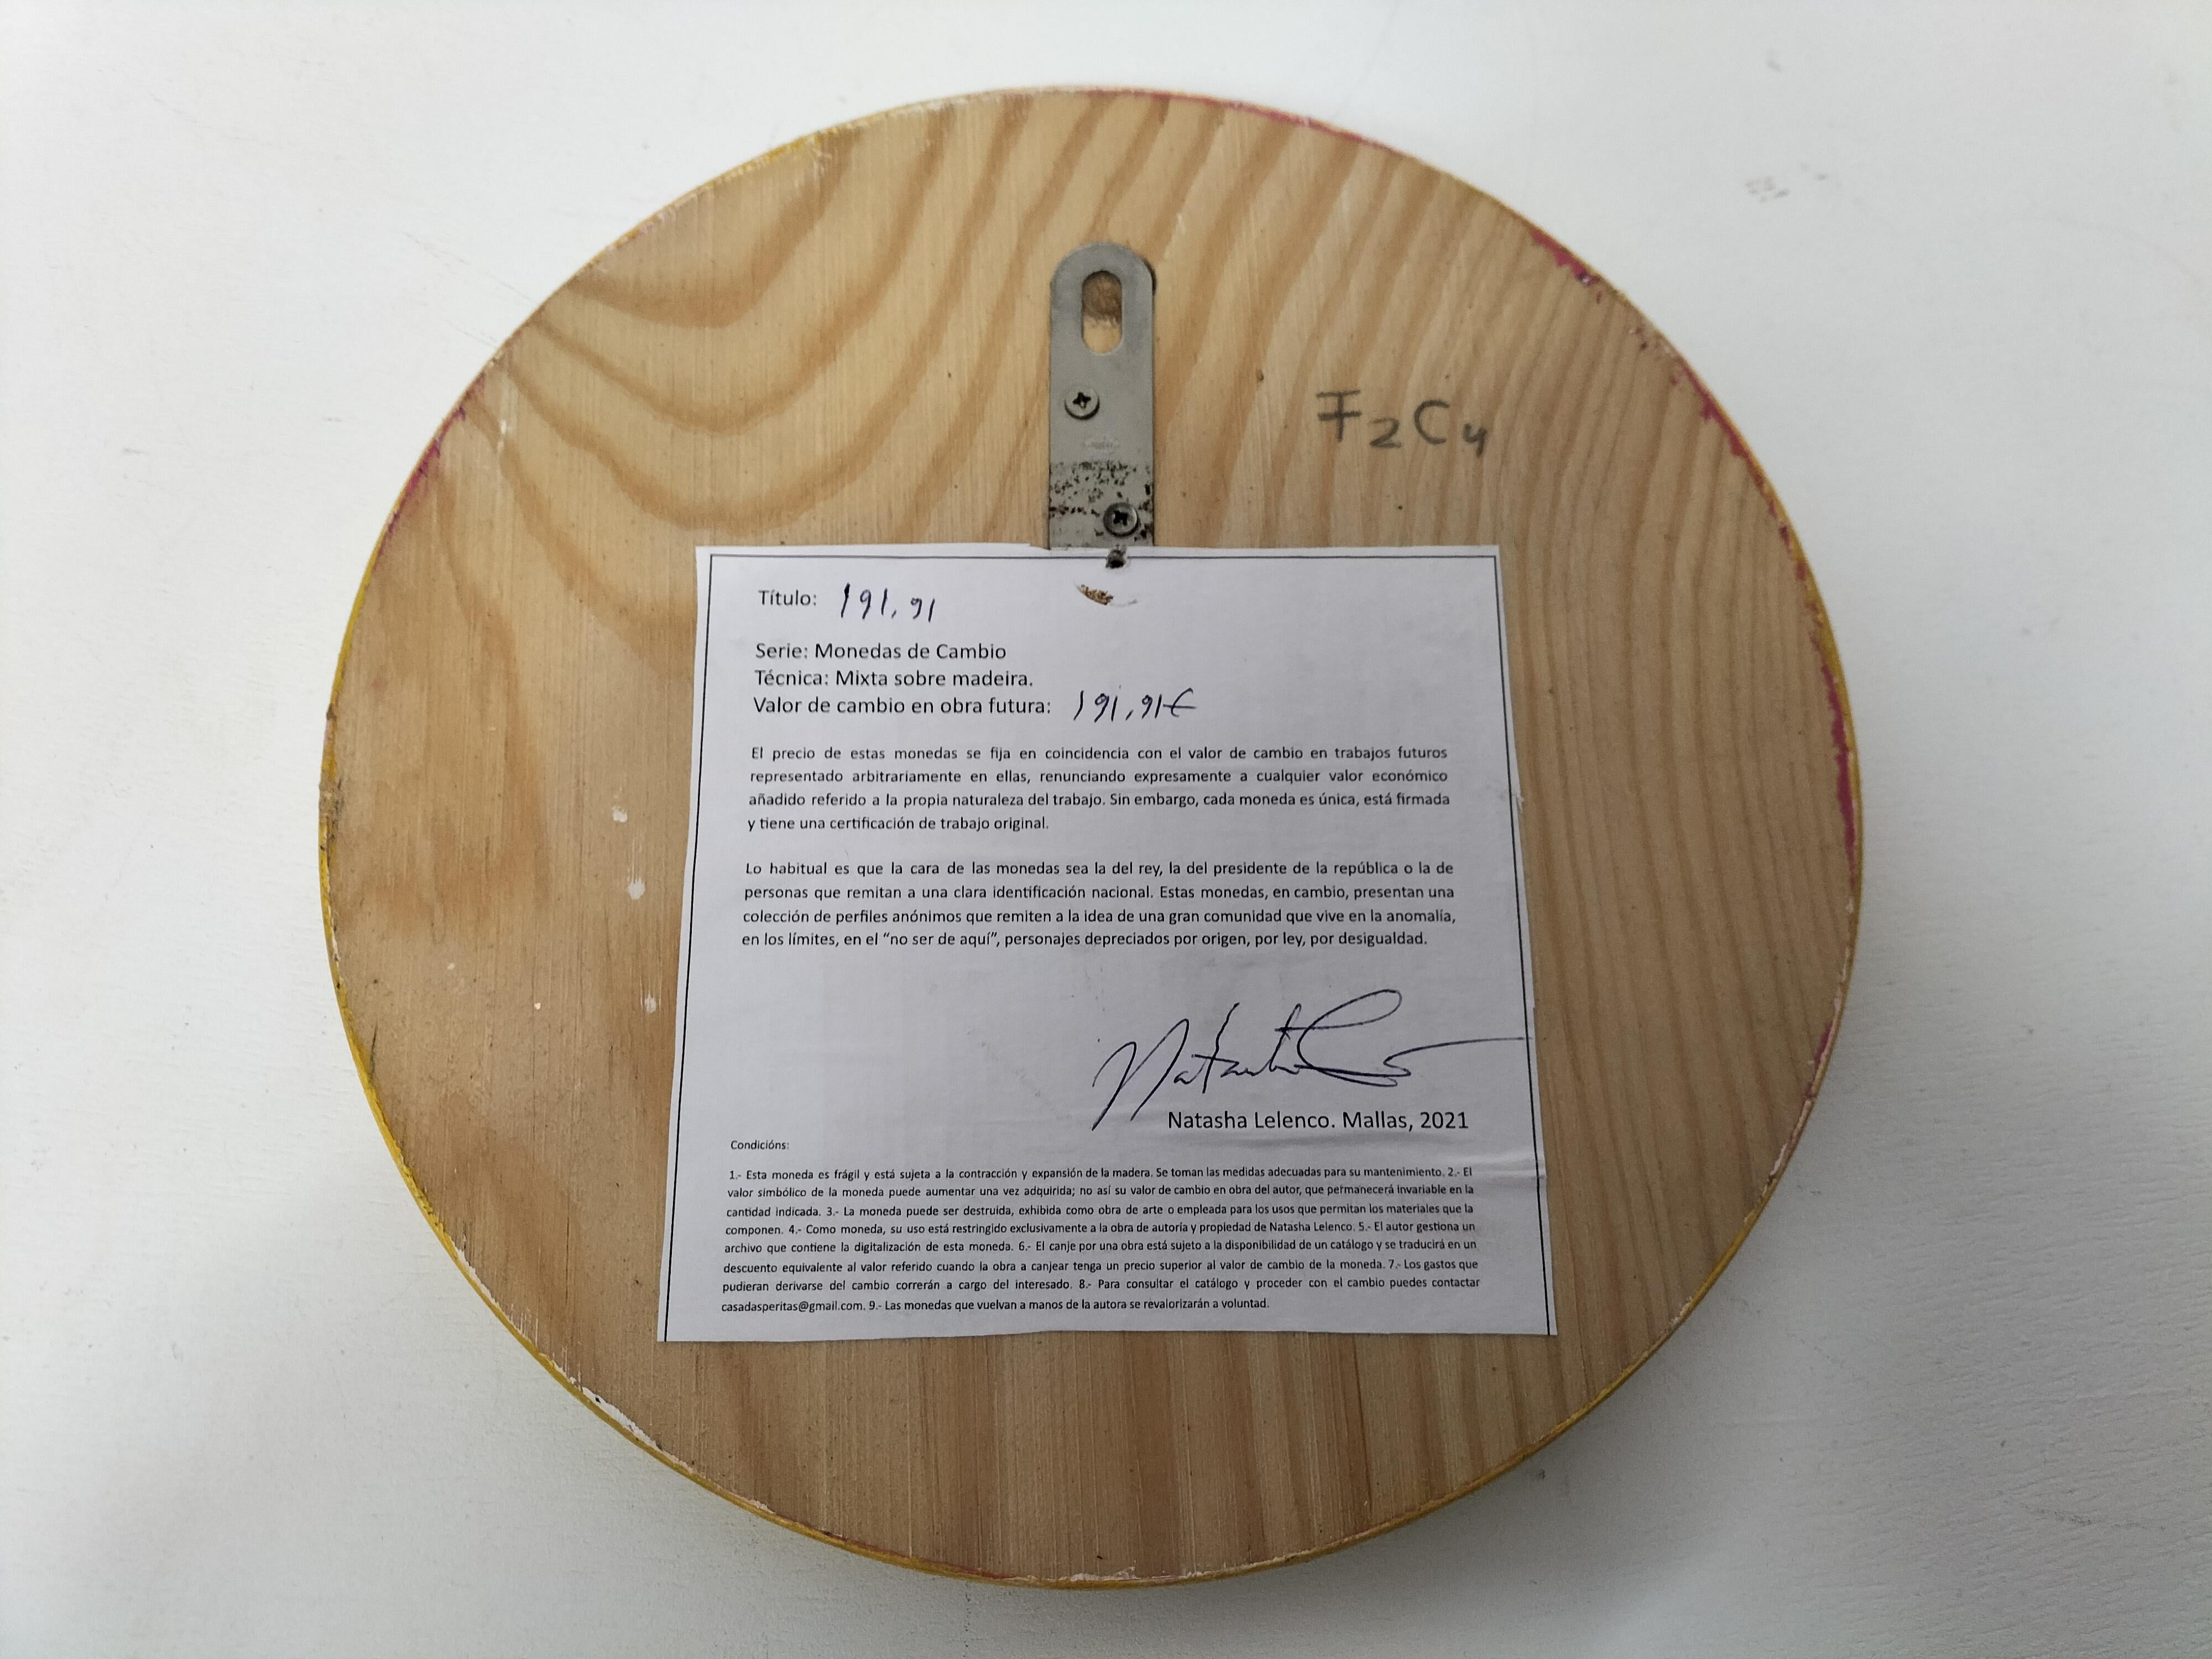 F2C4
Título: 191,91
Serie: Monedas de Cambio
Técnica: Mixta sobre madeira.
Valor de cambio en obra futura: 191,91€
El precio de estas monedas se fija en coincidencia con el valor de cambio en trabajos futuros
representado arbitrariamente en ellas, renunciando expresamente a cualquier valor económico
añadido referido a la propia naturaleza del trabajo. Sin embargo, cada moneda es única, está firmada
y tiene una certificación de trabajo original.
Lo habitual es que la cara de las monedas sea la del rey, la del presidente de la república o la de
personas que remitan a una clara identificación nacional. Estas monedas, en cambio, presentan una
colección de perfiles anónimos que remiten a la idea de una gran comunidad que vive en la anomalía,
en los límites, en el “no ser de aquí”, personajes depreciados por origen, por ley, por desigualdad.
Natasha Lelenco. Mallas, 2021
Condicións:
1.- Esta moneda es frágil y está sujeta a la contracción y expansión de la madera. Se toman las medidas adecuadas para su mantenimiento. 2.- El
valor simbólico de la moneda puede aumentar una vez adquirida; no así su valor de cambio en obra del autor, que permanecerá invariable en la
cantidad indicada. 3.- La moneda puede ser destruida, exhibida como obra de arte o empleada para los usos que permitan los materiales que la
componen. 4.- Como moneda, su uso está restringido exclusivamente a la obra de autoría y propiedad de Natasha Lelenco. 5.- El autor gestiona un
archivo que contiene la digitalización de esta moneda. 6.- El canje por una obra está sujeto a la disponibilidad de un catálogo y se traducirá en un
descuento equivalente al valor referido cuando la obra a canjear tenga un precio superior al valor de cambio de la moneda. 7.- Los gastos que
pudieran derivarse del cambio correrán a cargo del interesado. 8.- Para consultar el catálogo y proceder con el cambio puedes contactar
casadasperitas@gmail.com. 9.- Las monedas que vuelvan a manos de la autora se revalorizarán a voluntad.